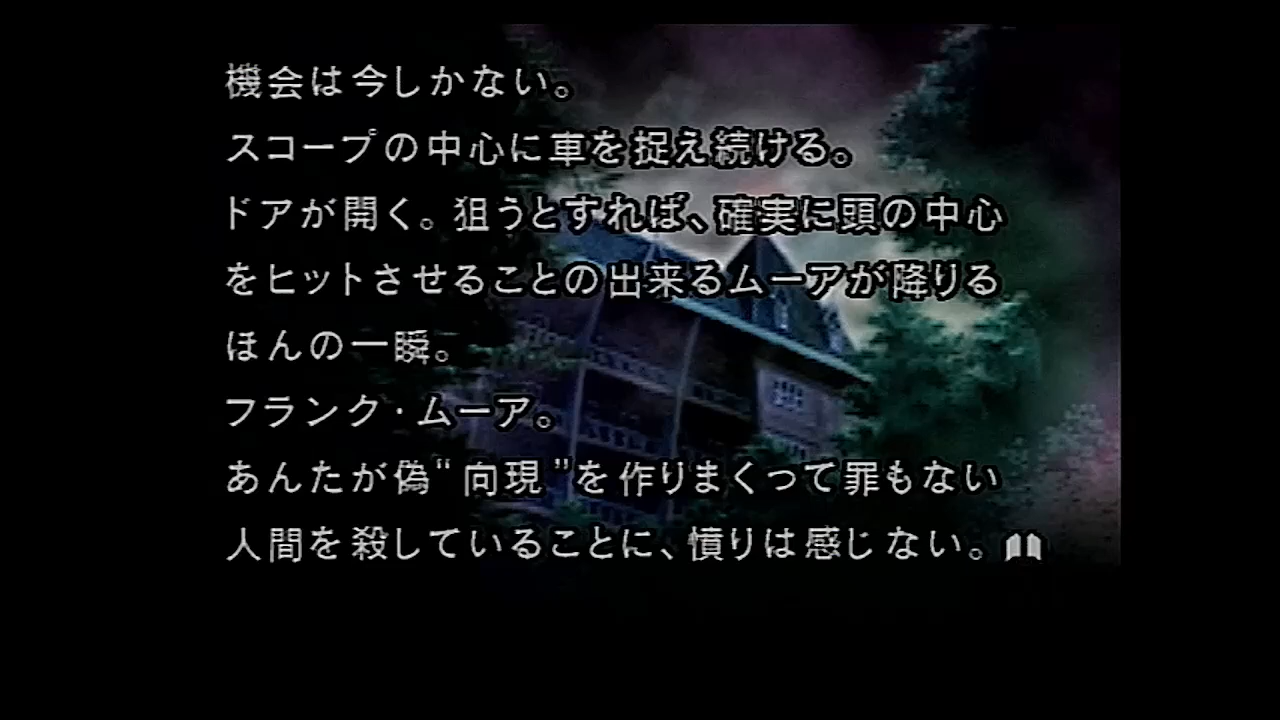 機会は今しかない。
スコープの中心に車を捉え続ける。
ドアが開く。狙うとすれば、確実に頭の中心
をヒットさせることの出来るムーアが降りる
ほんの一瞬。
フランク・ムーア。
あんたが偽“向現”を作りまくって罪もない
人間を殺していることに、憤りは感じない。